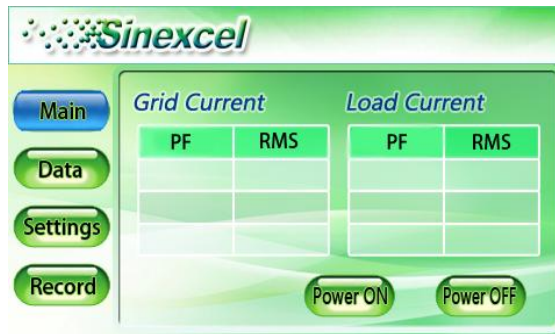 Sinexcel
Main
Data
Settings
Record
Grid Current
PF RMS
Load Current
PF RMS
Power ON
Power OFF